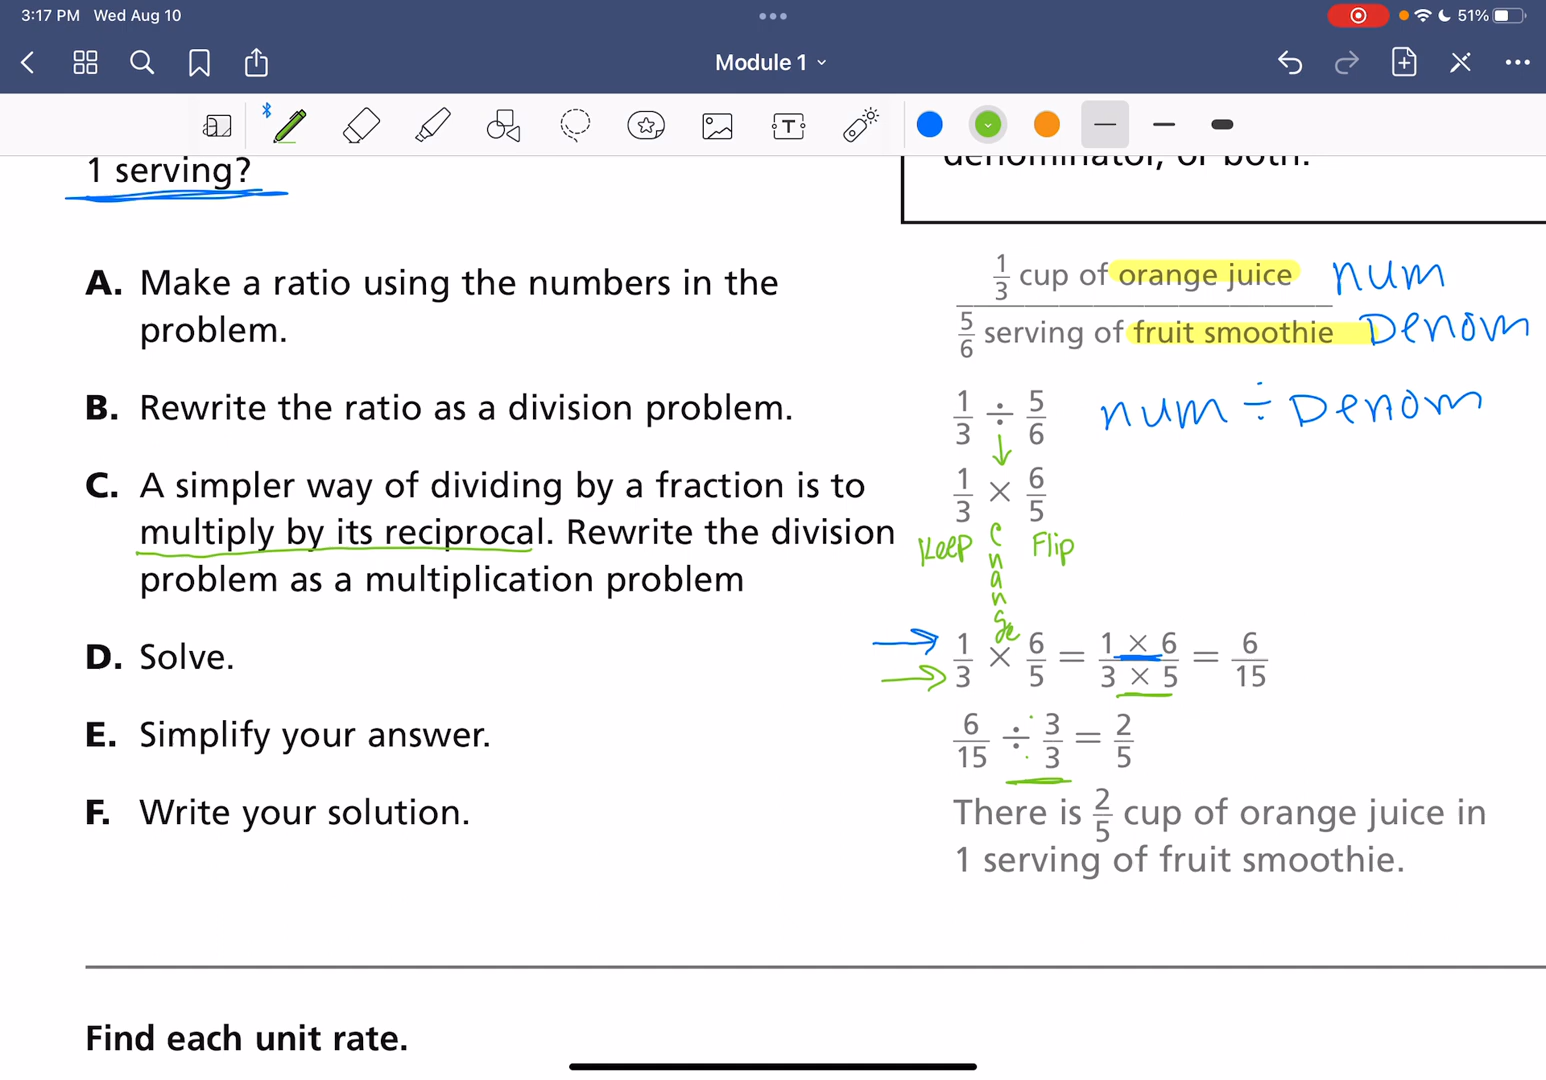 3:17 PM Wed Aug 10
51%
Module 1
T
1 serving?
denominator, or both.
A. Make a ratio using the numbers in the
problem.
1/3 cup of orange juice num
5/6 serving of fruit smoothie Denom
B. Rewrite the ratio as a division problem.
1/3 ÷ 5/6 num ÷ Denom
C. A simpler way of dividing by a fraction is to
multiply by its reciprocal. Rewrite the division
problem as a multiplication problem
1/3 × 6/5
Keep change Flip
D. Solve.
1/3 × 6/5 = 1 × 6/3 × 5 = 6/15
E. Simplify your answer.
6/15 ÷ 3/3 = 2/5
F. Write your solution.
There is 2/5 cup of orange juice in
1 serving of fruit smoothie.
Find each unit rate.